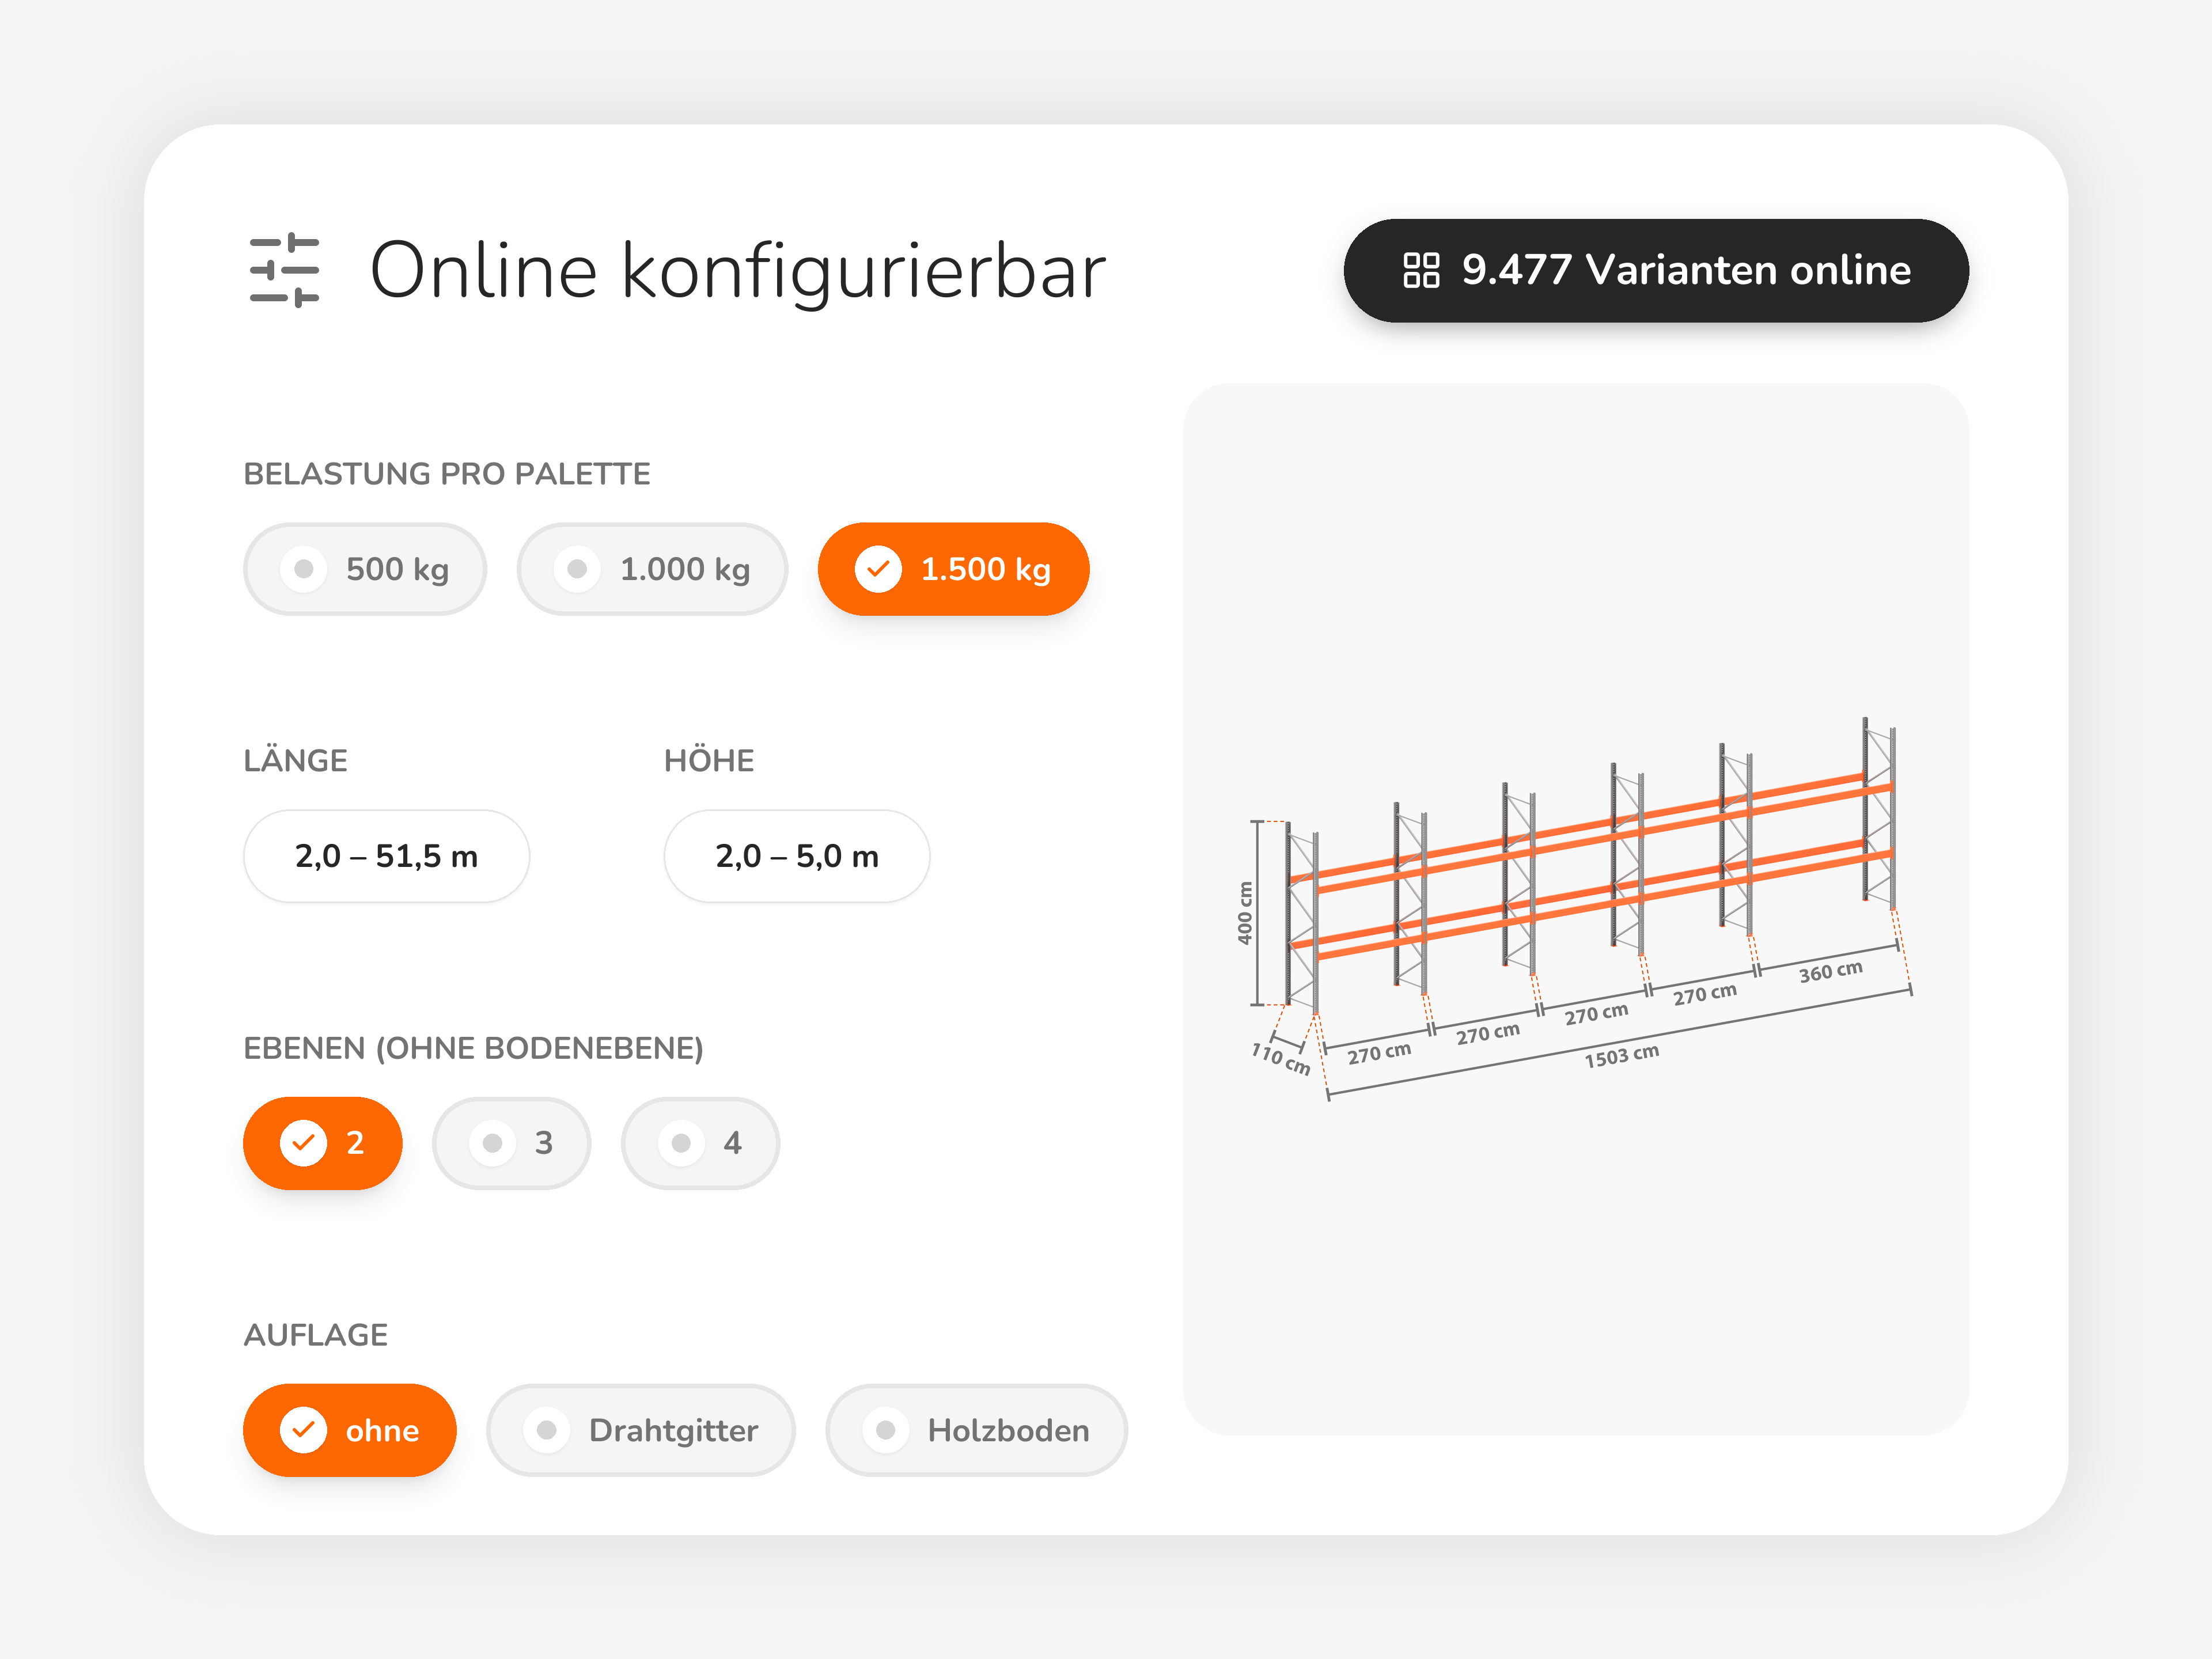 Online konfigurierbar
9.477 Varianten online
BELASTUNG PRO PALETTE
500 kg
1.000 kg
1.500 kg
LÄNGE
HÖHE
2,0 – 51,5 m
2,0 – 5,0 m
EBENEN (OHNE BODENEBENE)
2
3
4
AUFLAGE
ohne
Drahtgitter
Holzboden
400 cm
110 cm
270 cm
270 cm
270 cm
270 cm
360 cm
1503 cm